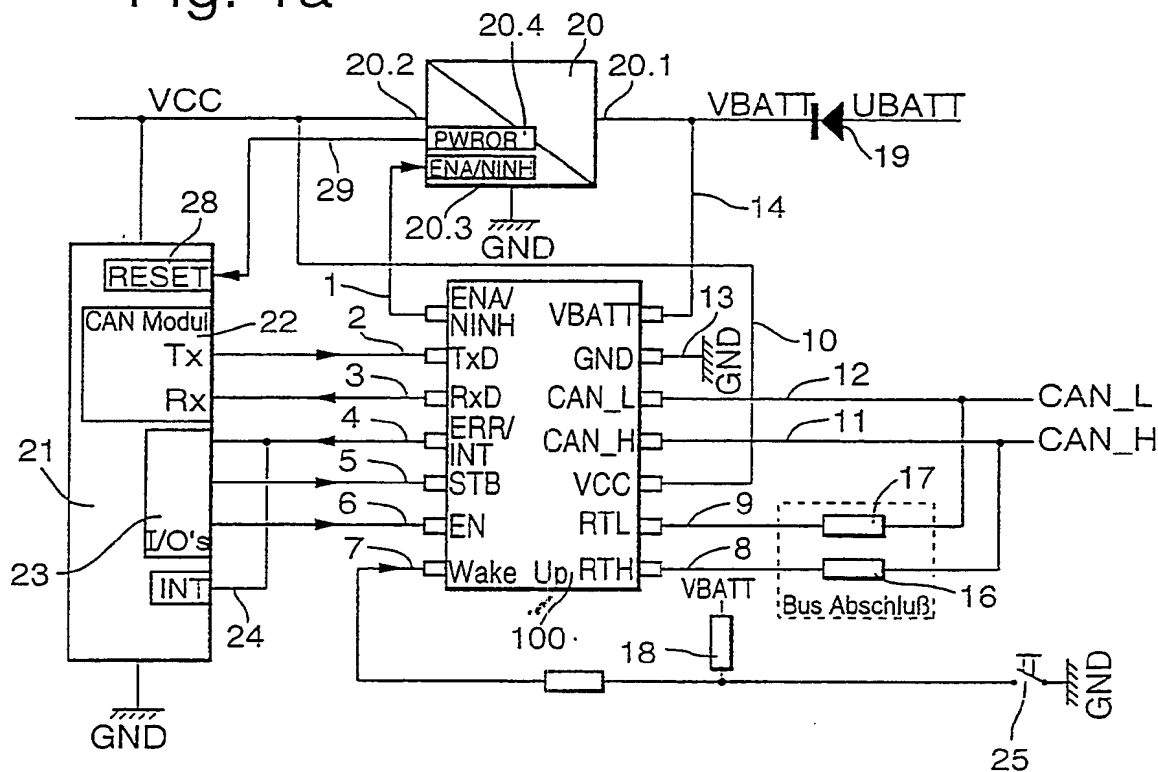 Fig. 1a
20.4
20
20.2
20.1
VCC
VBATT
UBATT
PWROR
19
ENA/NINH
29
28
20.3
14
GND
RESET
1
ENA/
NINH
VBATT
13
CAN Modul
22
2
10
Tx
TxD
GND
GND
3
12
Rx
RxD
CAN_L
CAN_L
4
ERR/
INT
CAN_H
11
CAN_H
21
5
STB
VCC
17
6
9
I/O's
EN
RTL
23
7
8
Wake Up
RTH
VBATT
INT
16
Bus Abschluß
24
100
18
GND
GND
25